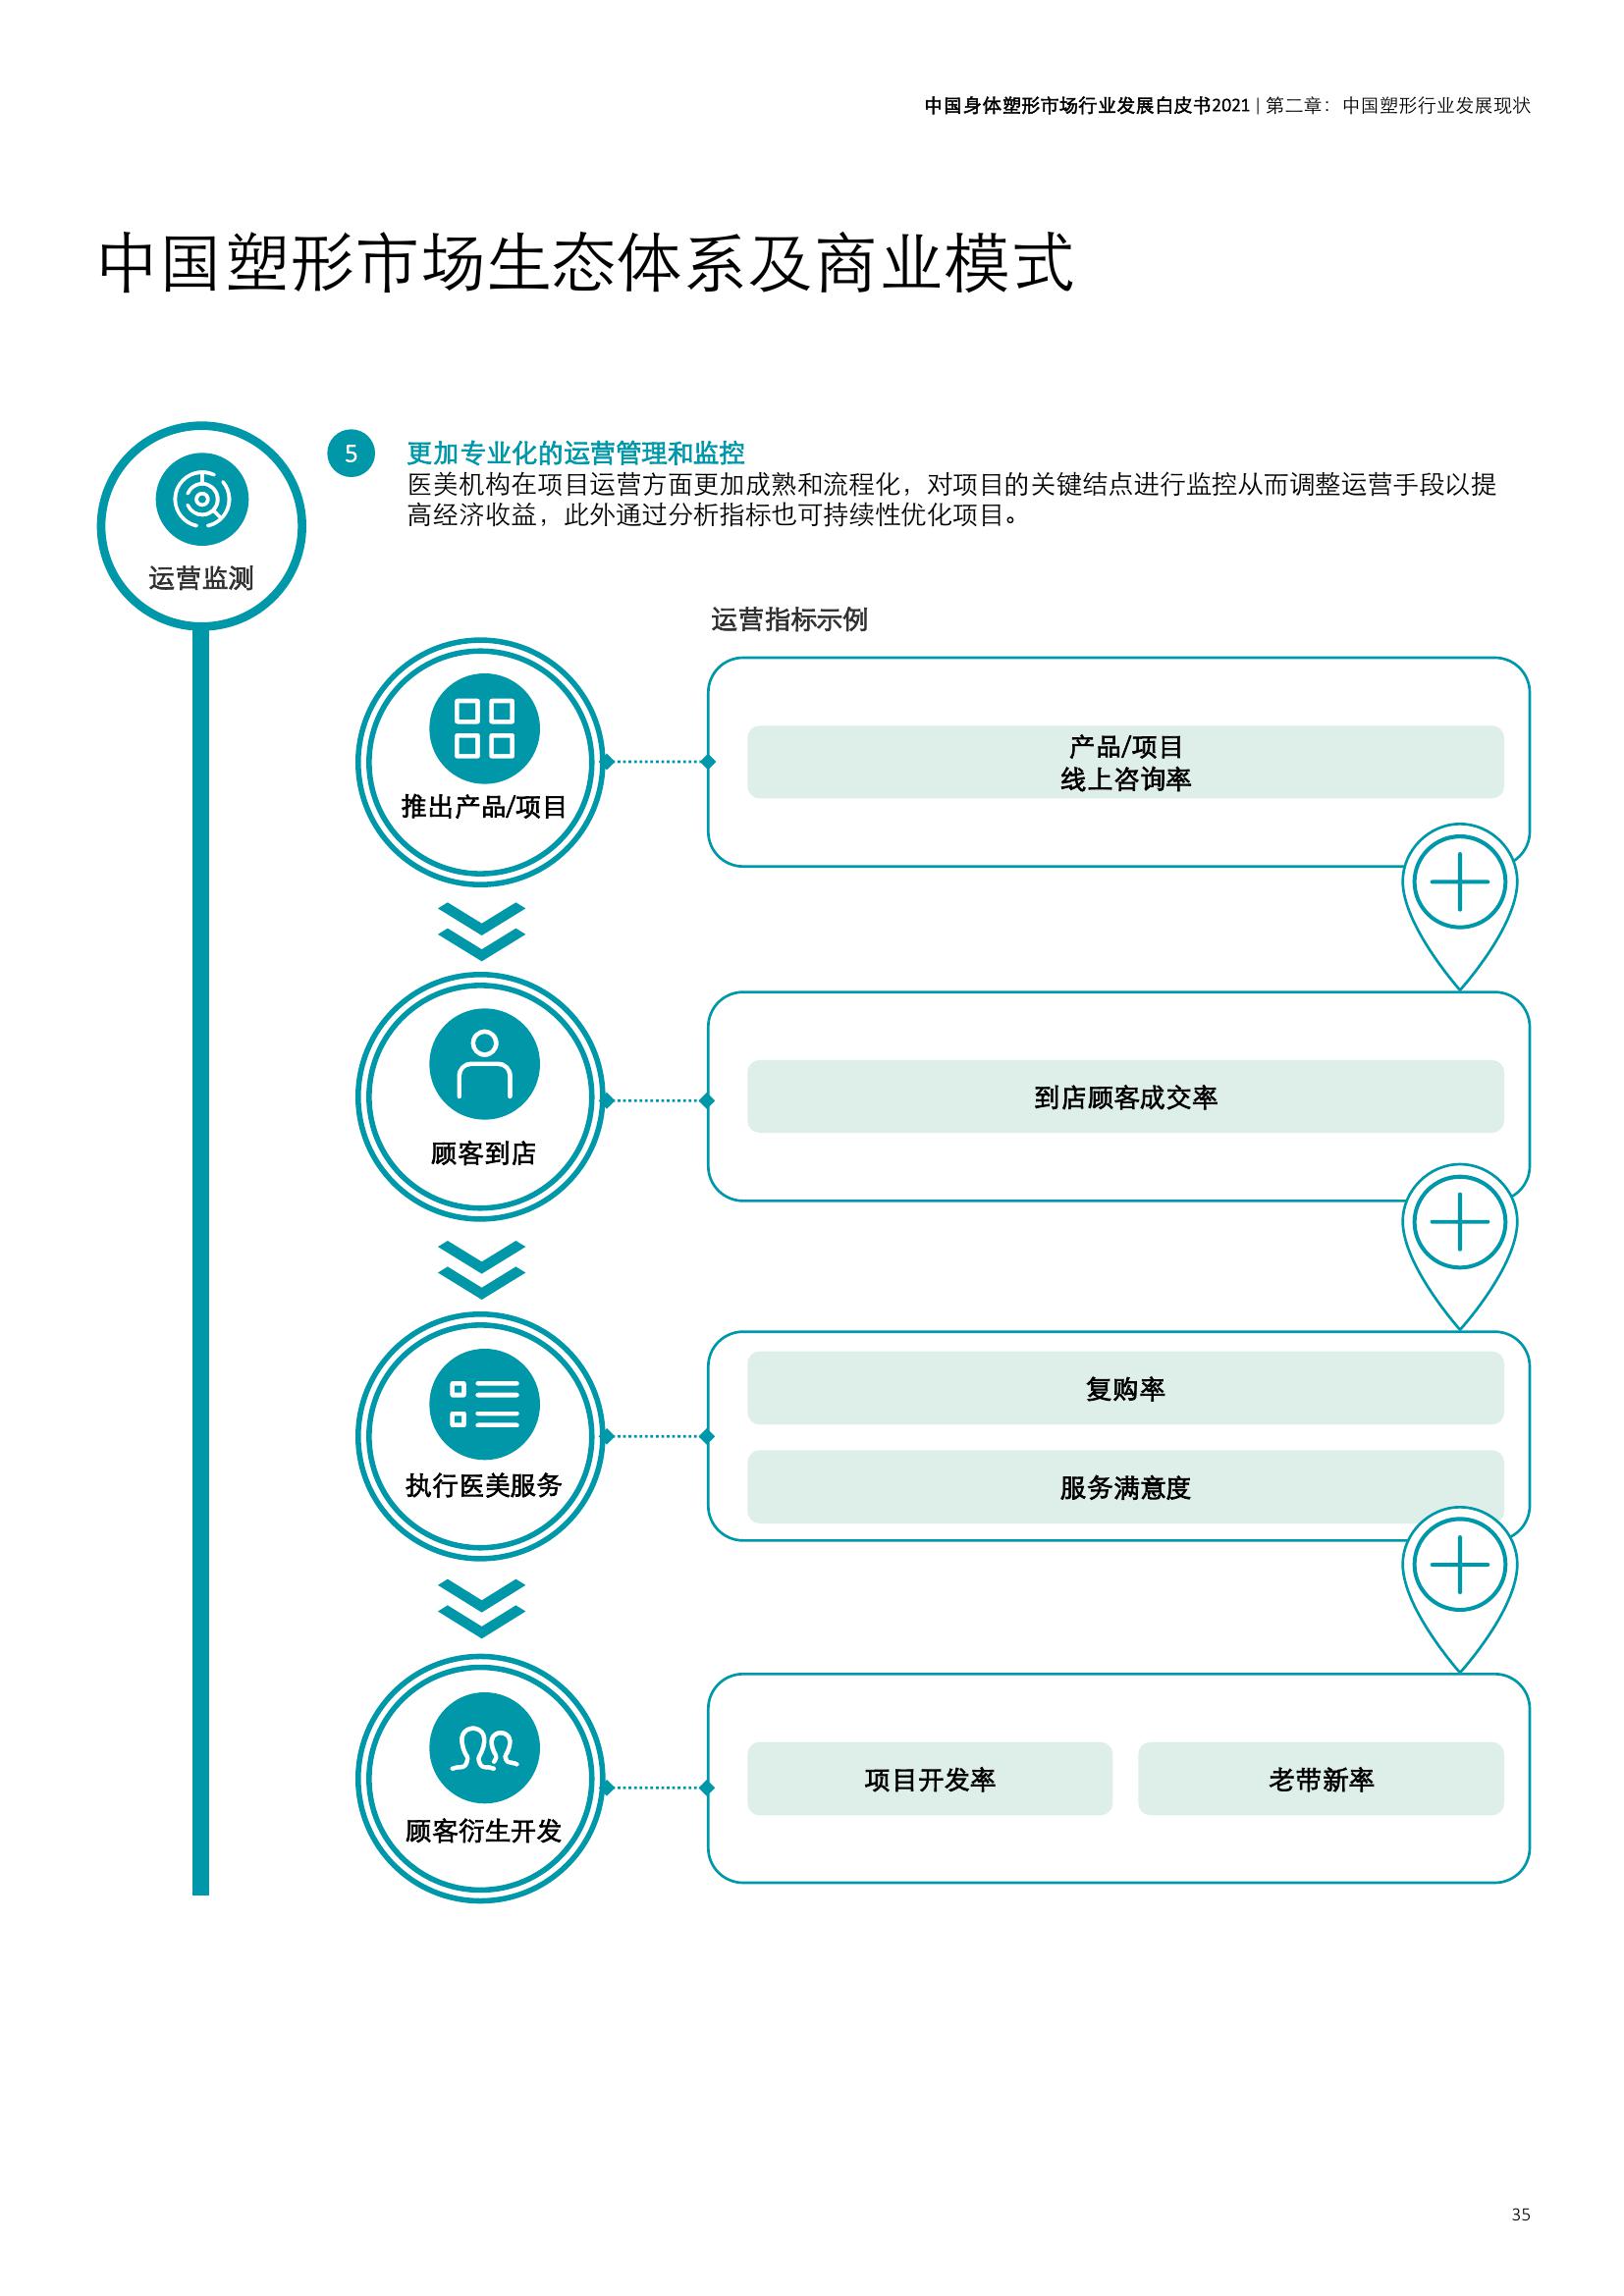 中国身体塑形市场行业发展白皮书2021 | 第二章：中国塑形行业发展现状
中国塑形市场生态体系及商业模式
运营监测
5
更加专业化的运营管理和监控
医美机构在项目运营方面更加成熟和流程化，对项目的关键结点进行监控从而调整运营手段以提
高经济收益，此外通过分析指标也可持续性优化项目。
运营指标示例
推出产品/项目
产品/项目
线上咨询率
顾客到店
到店顾客成交率
执行医美服务
复购率
服务满意度
顾客衍生开发
项目开发率
老带新率
35